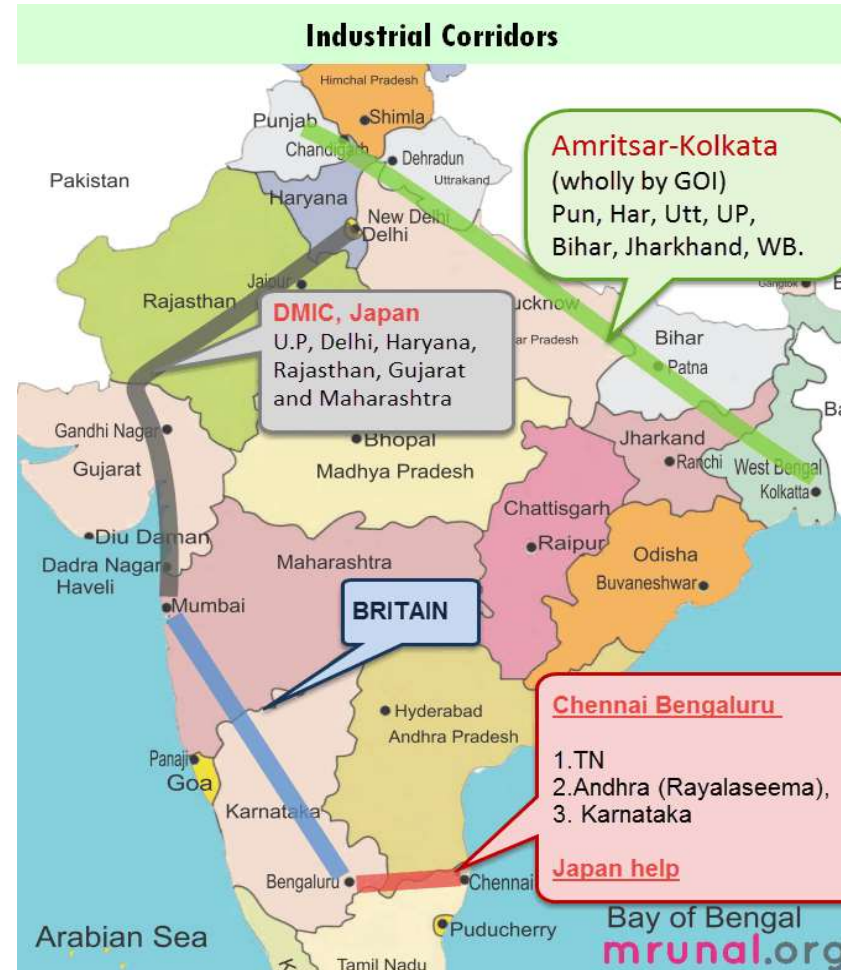 Industrial Corridors
Himchal Pradesh
Punjab
Shimla
Chandigarh
Dehradun
Uttrakand
Pakistan
Haryana
New Delhi
Delhi
Amritsar-Kolkata
(wholly by GOI)
Pun, Har, Utt, UP,
Bihar, Jharkhand, WB.
Jaipur
Rajasthan
DMIC, Japan
U.P, Delhi, Haryana,
Rajasthan, Gujarat
and Maharashtra
ucknow
ar Pradesh
Gangtok
Bihar
Patna
Gandhi Nagar
Gujarat
Bhopal
Madhya Pradesh
Jharkand
Ranchi
West Bengal
Kolkatta
Chattisgarh
Raipur
Diu Daman
Dadra Nagar
Haveli
Maharashtra
Odisha
Buvaneshwar
Mumbai
BRITAIN
Hyderabad
Andhra Pradesh
Chennai Bengaluru
1.TN
2.Andhra (Rayalaseema),
3. Karnataka
Japan help
Panaji
Goa
Karnataka
Bengaluru
Chennai
Puducherry
Bay of Bengal
Arabian Sea
Tamil Nadu
mrunal.org